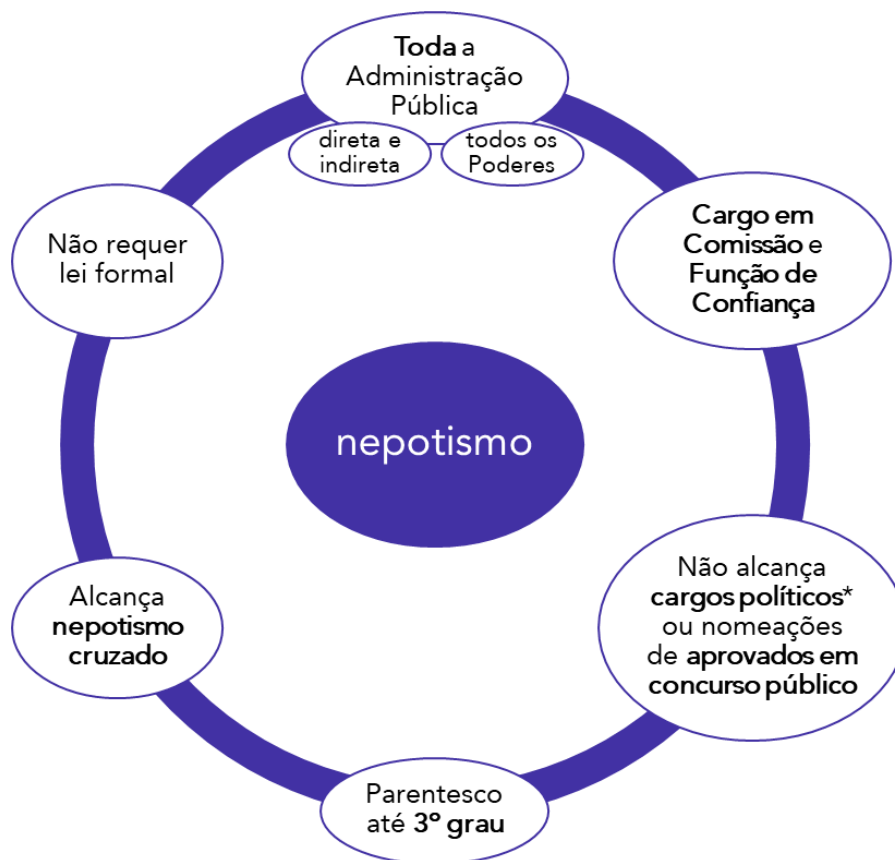 Toda a
Administração
Pública
direta e
indireta
todos os
Poderes
Cargo em
Comissão e
Função de
Confiança
Não alcança
cargos políticos*
ou nomeações
de aprovados em
concurso público
Parentesco
até 3º grau
Alcança
nepotismo
cruzado
Não requer
lei formal
nepotismo